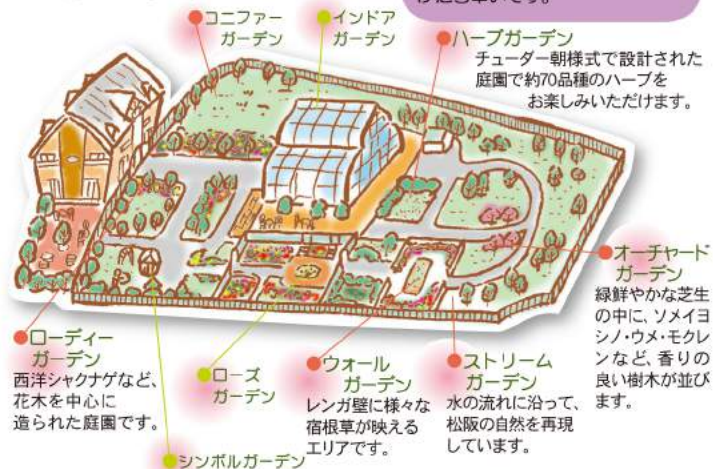 コニファー
ガーデン
インドア
ガーデン
ハーブガーデン
チューダー朝様式で設計された
庭園で約70品種のハーブを
お楽しみいただけます。
オーチャード
ガーデン
緑鮮やかな芝生
の中に、ソメイヨ
シノ・ウメ・モクレ
ンなど、香りの
良い樹木が並び
ます。
ローディー
ガーデン
西洋シャクナゲなど、
花木を中心に
造られた庭園です。
ローズ
ガーデン
ウォール
ガーデン
レンガ壁に様々な
宿根草が映える
エリアです。
ストリーム
ガーデン
水の流れに沿って、
松阪の自然を再現
しています。
シンボルガーデン